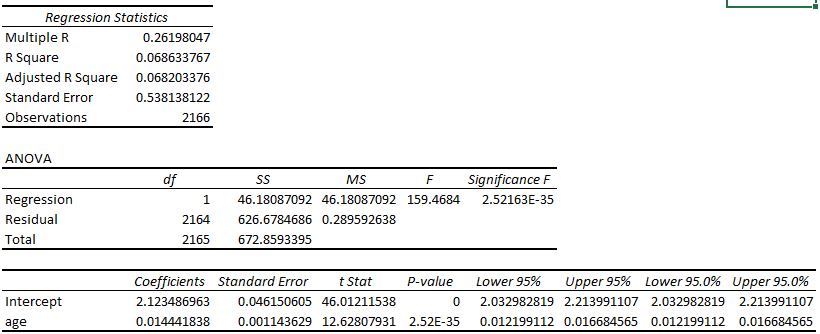 Regression Statistics
Multiple R 0.26198047
R Square 0.068633767
Adjusted R Square 0.068203376
Standard Error 0.538138122
Observations 2166
ANOVA
df SS MS F Significance F
Regression 1 46.18087092 46.18087092 159.4684 2.52163E-35
Residual 2164 626.6784686 0.289592638
Total 2165 672.8593395
Coefficients Standard Error t Stat P-value Lower 95% Upper 95% Lower 95.0% Upper 95.0%
Intercept 2.123486963 0.046150605 46.01211538 0 2.032982819 2.213991107 2.032982819 2.213991107
age 0.014441838 0.001143629 12.62807931 2.52E-35 0.012199112 0.016684565 0.012199112 0.016684565